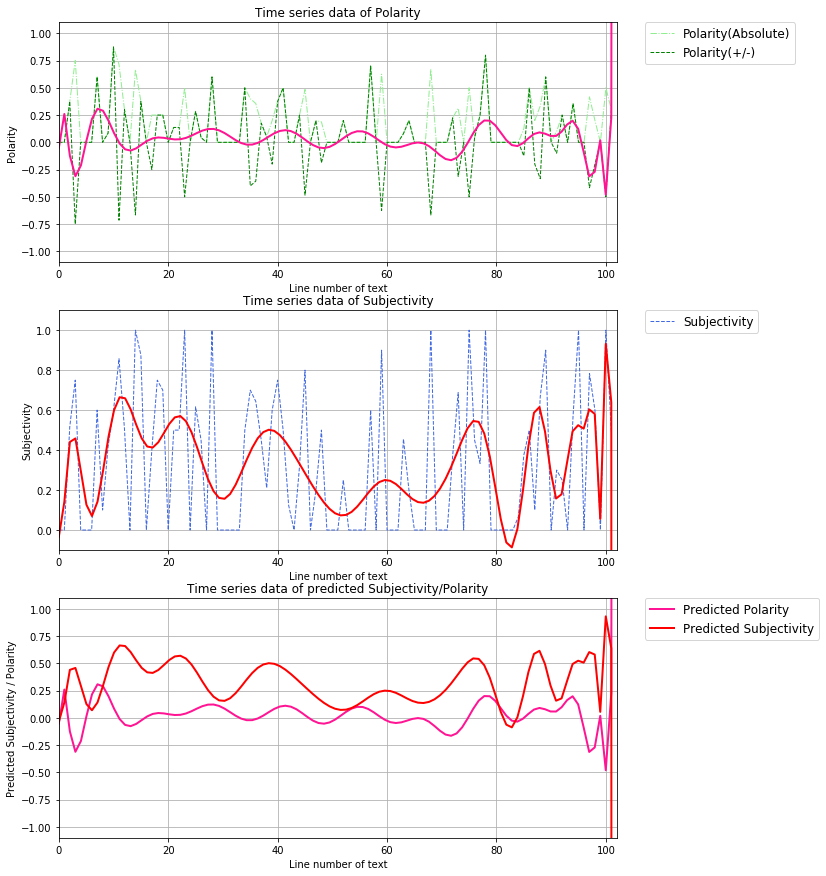 Time series data of Polarity
1.00
0.75
0.50
0.25
0.00
−0.25
−0.50
−0.75
−1.00
Polarity
0 20 40 60 80 100
Line number of text
Polarity(Absolute)
Polarity(+/-)
Time series data of Subjectivity
1.0
0.8
0.6
0.4
0.2
0.0
Subjectivity
0 20 40 60 80 100
Line number of text
Subjectivity
Time series data of predicted Subjectivity/Polarity
1.00
0.75
0.50
0.25
0.00
−0.25
−0.50
−0.75
−1.00
Predicted Subjectivity / Polarity
0 20 40 60 80 100
Line number of text
Predicted Polarity
Predicted Subjectivity